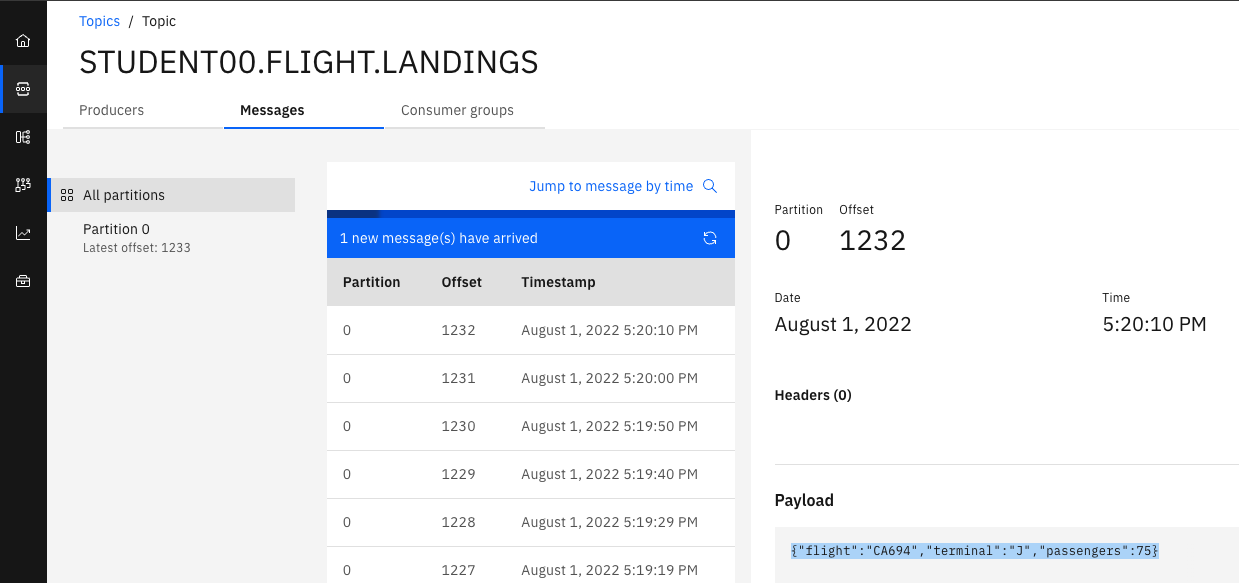 Topics / Topic
STUDENT00.FLIGHT.LANDINGS
Producers Messages Consumer groups
All partitions
Partition 0
Latest offset: 1233
Jump to message by time
1 new message(s) have arrived
Partition Offset Timestamp
0 1232 August 1, 2022 5:20:10 PM
0 1231 August 1, 2022 5:20:00 PM
0 1230 August 1, 2022 5:19:50 PM
0 1229 August 1, 2022 5:19:40 PM
0 1228 August 1, 2022 5:19:29 PM
0 1227 August 1, 2022 5:19:19 PM
Partition Offset
0 1232
Date Time
August 1, 2022 5:20:10 PM
Headers (0)
Payload
{"flight":"CA694","terminal":"J","passengers":75}